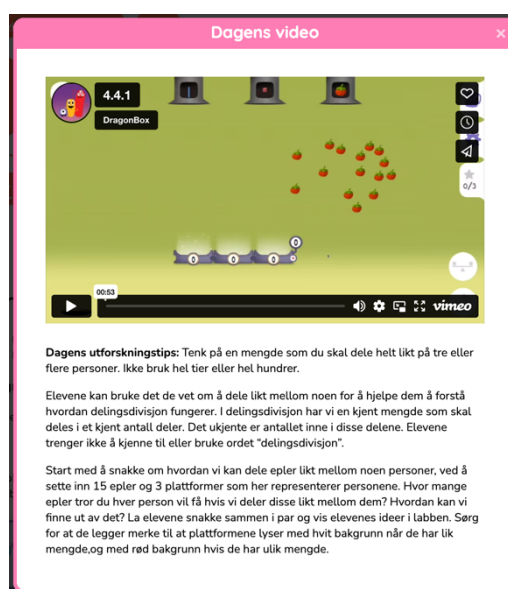 Dagens video
×
4.4.1
DragonBox
0/3
0
0
0
0
00:53
vimeo
Dagens utforskningstips: Tenk på en mengde som du skal dele helt likt på tre eller
flere personer. Ikke bruk hel tier eller hel hundrer.
Elevene kan bruke det de vet om å dele likt mellom noen for å hjelpe dem å forstå
hvordan delingsdivisjon fungerer. I delingsdivisjon har vi en kjent mengde som skal
deles i et kjent antall deler. Det ukjente er antallet inne i disse delene. Elevene
trenger ikke å kjenne til eller bruke ordet “delingsdivisjon”.
Start med å snakke om hvordan vi kan dele epler likt mellom noen personer, ved å
sette inn 15 epler og 3 plattformer som her representerer personene. Hvor mange
epler tror du hver person vil få hvis vi deler disse likt mellom dem? Hvordan kan vi
finne ut av det? La elevene snakke sammen i par og vis elevenes ideer i labben. Sørg
for at de legger merke til at plattformene lyser med hvit bakgrunn når de har lik
mengde,og med rød bakgrunn hvis de har ulik mengde.